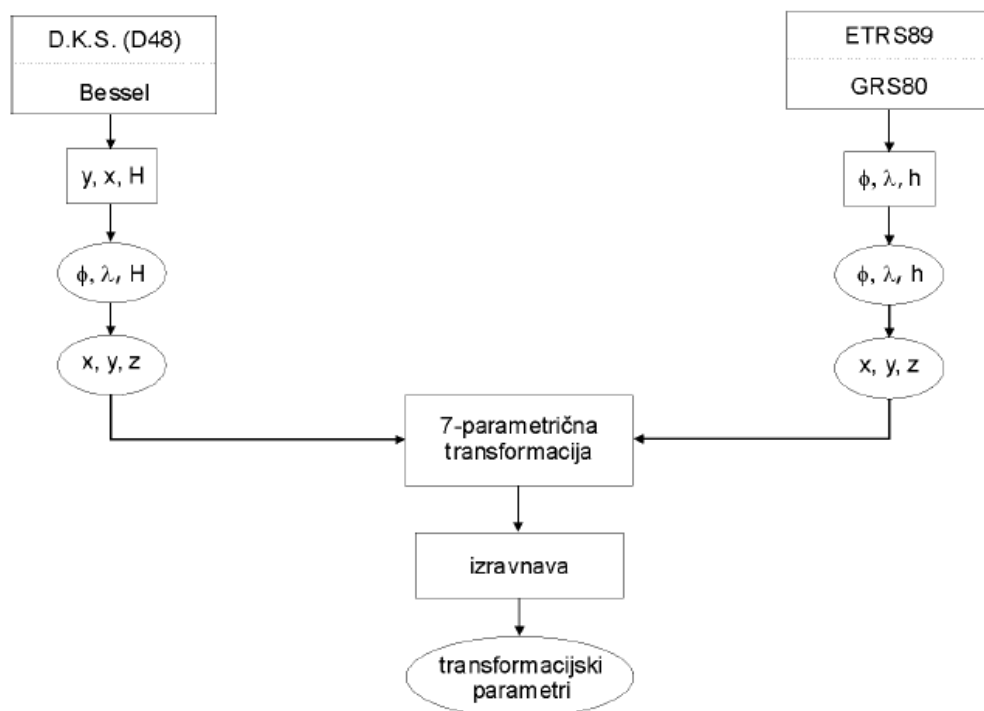 D.K.S. (D48)
Bessel
y, x, H
ϕ, λ, H
x, y, z
ETRS89
GRS80
ϕ, λ, h
ϕ, λ, h
x, y, z
7-parametrična
transformacija
izravnava
transformacijski
parametri